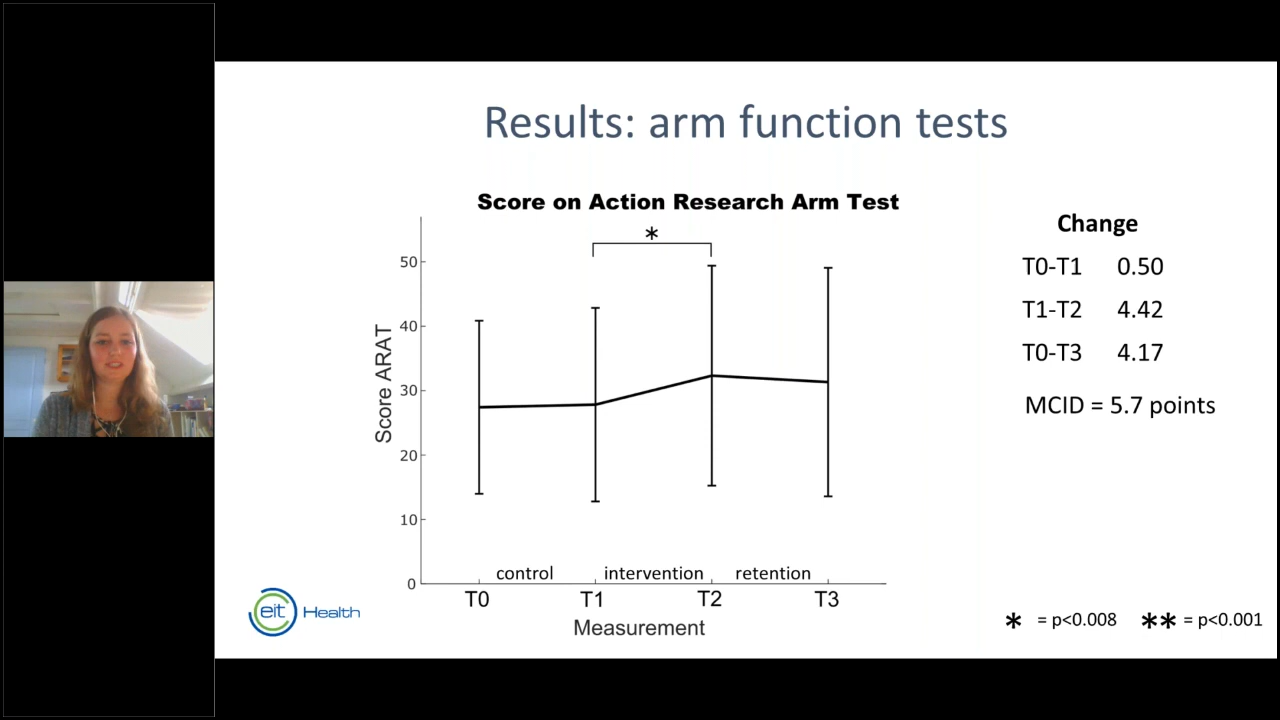 Results: arm function tests
Score on Action Research Arm Test
*
50
40
30
20
10
0
Score ARAT
control intervention retention
T0 T1 T2 T3
Measurement
Change
T0-T1 0.50
T1-T2 4.42
T0-T3 4.17
MCID = 5.7 points
eit Health
* = p<0.008 ** = p<0.001